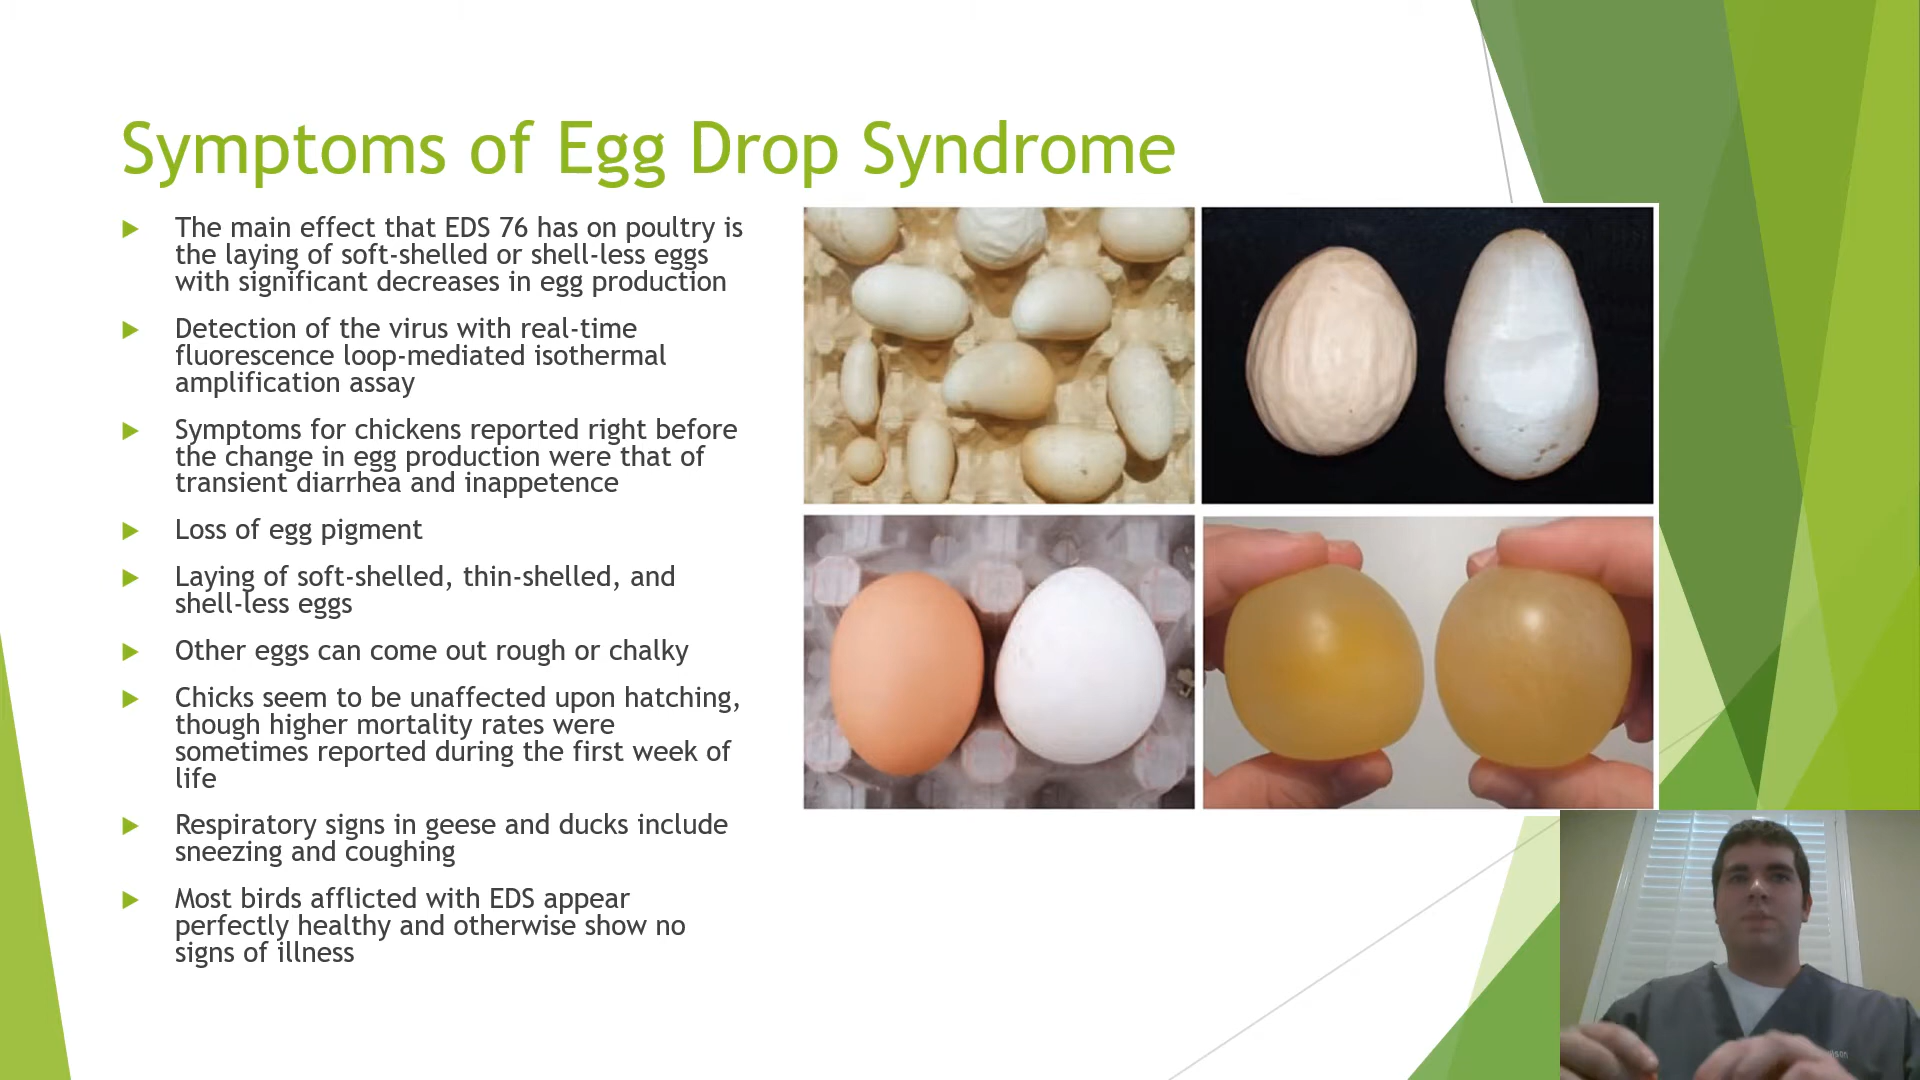 Symptoms of Egg Drop Syndrome
The main effect that EDS 76 has on poultry is
the laying of soft-shelled or shell-less eggs
with significant decreases in egg production
Detection of the virus with real-time
fluorescence loop-mediated isothermal
amplification assay
Symptoms for chickens reported right before
the change in egg production were that of
transient diarrhea and inappetence
Loss of egg pigment
Laying of soft-shelled, thin-shelled, and
shell-less eggs
Other eggs can come out rough or chalky
Chicks seem to be unaffected upon hatching,
though higher mortality rates were
sometimes reported during the first week of
life
Respiratory signs in geese and ducks include
sneezing and coughing
Most birds afflicted with EDS appear
perfectly healthy and otherwise show no
signs of illness